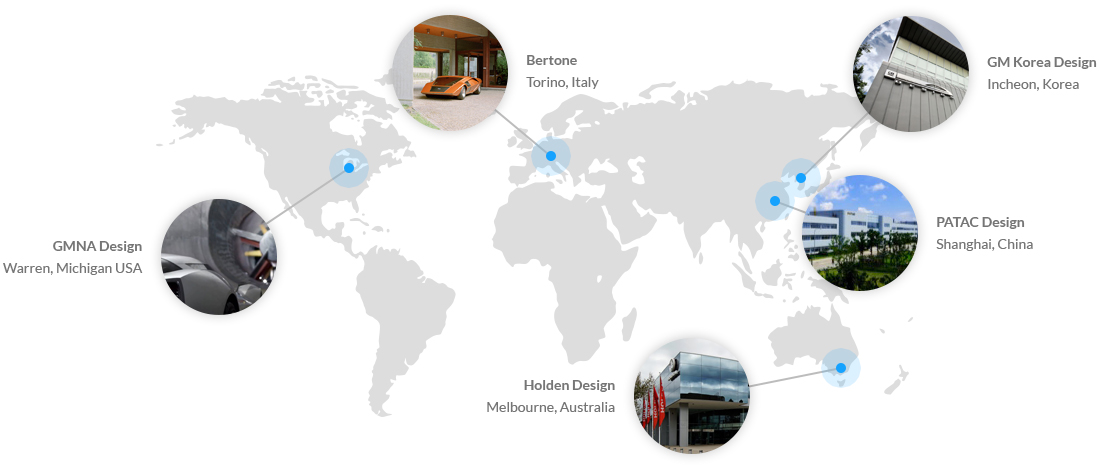 Bertone
Torino, Italy
GM Korea Design
Incheon, Korea
PATAC Design
Shanghai, China
GMNA Design
Warren, Michigan USA
Holden Design
Melbourne, Australia